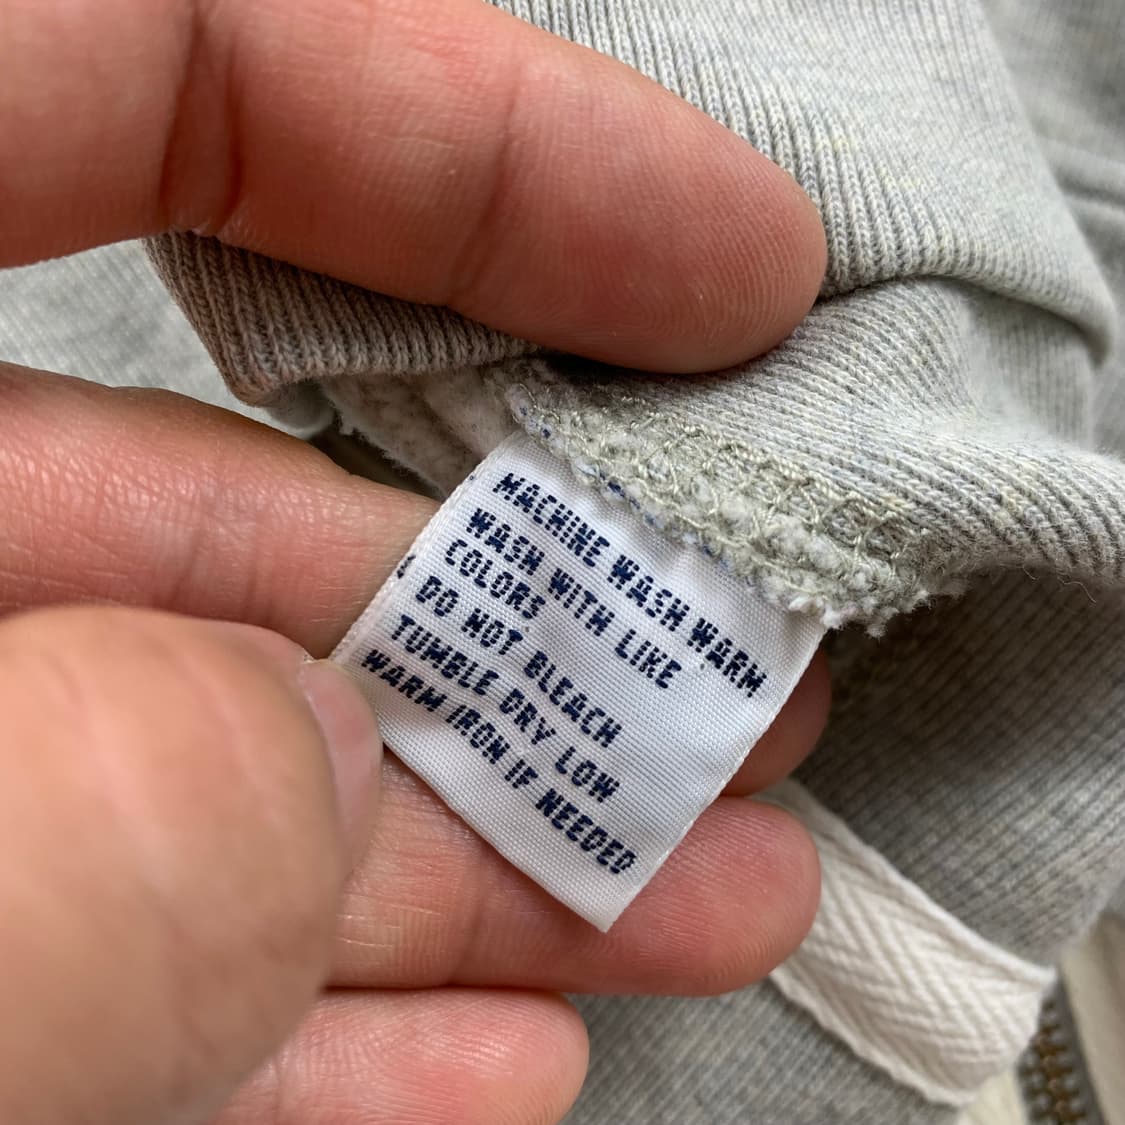 MACHINE WASH WARM
WASH WITH LIKE
COLORS
DO NOT BLEACH
TUMBLE DRY LOW
WARM IRON IF NEEDED